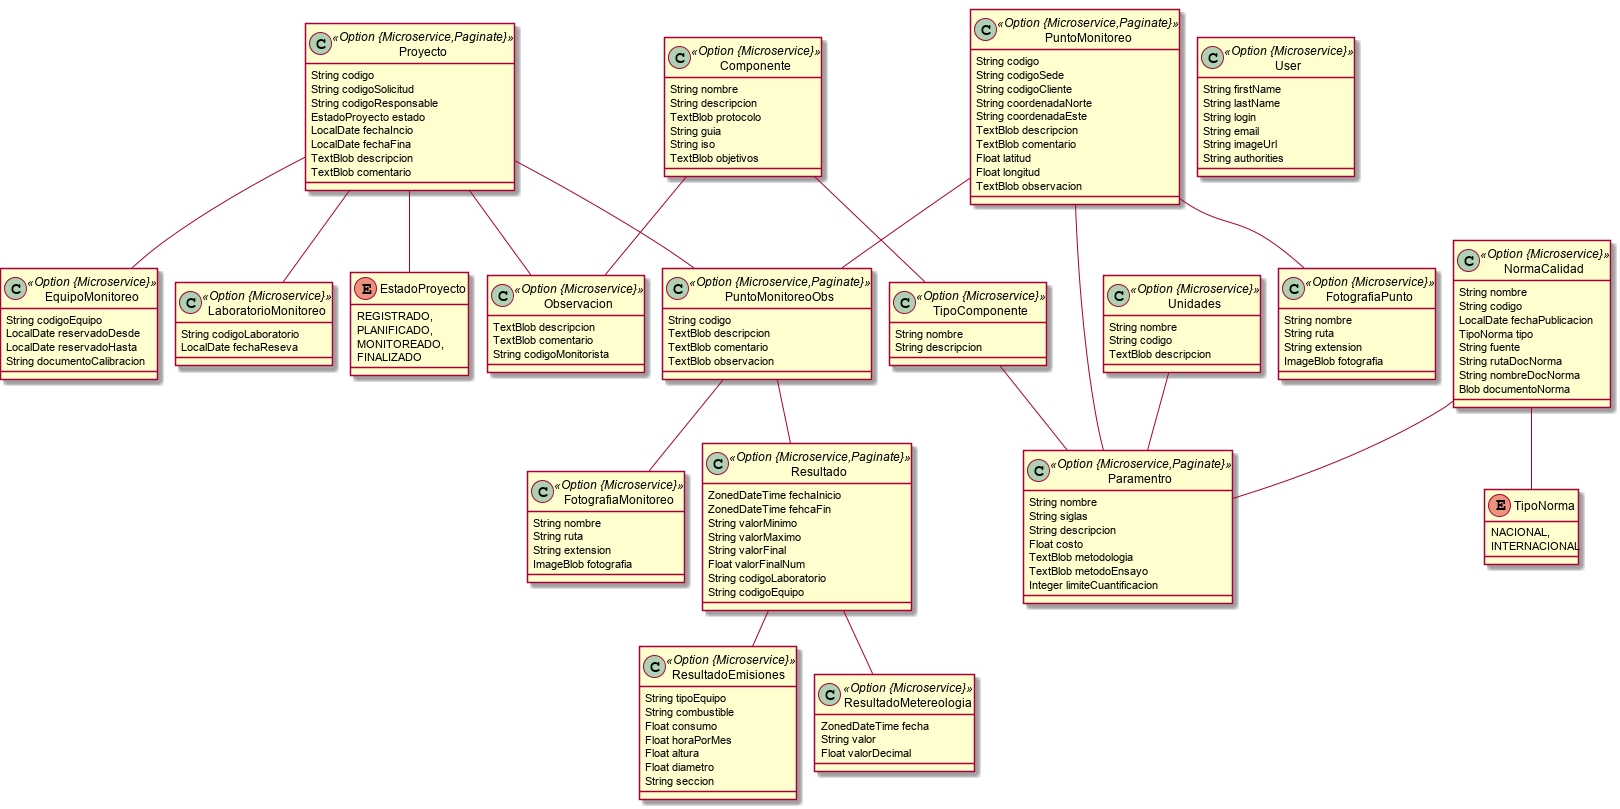 C «Option {Microservice,Paginate}»
Proyecto
String codigo
String codigoSolicitud
String codigoResponsable
EstadoProyecto estado
LocalDate fechaIncio
LocalDate fechaFina
TextBlob descripcion
TextBlob comentario
C «Option {Microservice}»
Componente
String nombre
String descripcion
TextBlob protocolo
String guia
String iso
TextBlob objetivos
C «Option {Microservice,Paginate}»
PuntoMonitoreo
String codigo
String codigoSede
String codigoCliente
String coordenadaNorte
String coordenadaEste
TextBlob descripcion
TextBlob comentario
Float latitud
Float longitud
TextBlob observacion
C «Option {Microservice}»
User
String firstName
String lastName
String login
String email
String imageUrl
String authorities
C «Option {Microservice}»
EquipoMonitoreo
String codigoEquipo
LocalDate reservadoDesde
LocalDate reservadoHasta
String documentoCalibracion
C «Option {Microservice}»
LaboratorioMonitoreo
String codigoLaboratorio
LocalDate fechaReseva
E EstadoProyecto
REGISTRADO,
PLANIFICADO,
MONITOREADO,
FINALIZADO
C «Option {Microservice}»
Observacion
TextBlob descripcion
TextBlob comentario
String codigoMonitorista
C «Option {Microservice,Paginate}»
PuntoMonitoreoObs
String codigo
TextBlob descripcion
TextBlob comentario
TextBlob observacion
C «Option {Microservice}»
TipoComponente
String nombre
String descripcion
C «Option {Microservice}»
Unidades
String nombre
String codigo
TextBlob descripcion
C «Option {Microservice}»
FotografiaPunto
String nombre
String ruta
String extension
ImageBlob fotografia
C «Option {Microservice}»
NormaCalidad
String nombre
String codigo
LocalDate fechaPublicacion
TipoNorma tipo
String fuente
String rutaDocNorma
String nombreDocNorma
Blob documentoNorma
C «Option {Microservice}»
FotografiaMonitoreo
String nombre
String ruta
String extension
ImageBlob fotografia
C «Option {Microservice,Paginate}»
Resultado
ZonedDateTime fechaInicio
ZonedDateTime fehcaFin
String valorMinimo
String valorMaximo
String valorFinal
Float valorFinalNum
String codigoLaboratorio
String codigoEquipo
C «Option {Microservice,Paginate}»
Paramentro
String nombre
String siglas
String descripcion
Float costo
TextBlob metodologia
TextBlob metodoEnsayo
Integer limiteCuantificacion
E TipoNorma
NACIONAL,
INTERNACIONAL
C «Option {Microservice}»
ResultadoEmisiones
String tipoEquipo
String combustible
Float consumo
Float horaPorMes
Float altura
Float diametro
String seccion
C «Option {Microservice}»
ResultadoMetereologia
ZonedDateTime fecha
String valor
Float valorDecimal